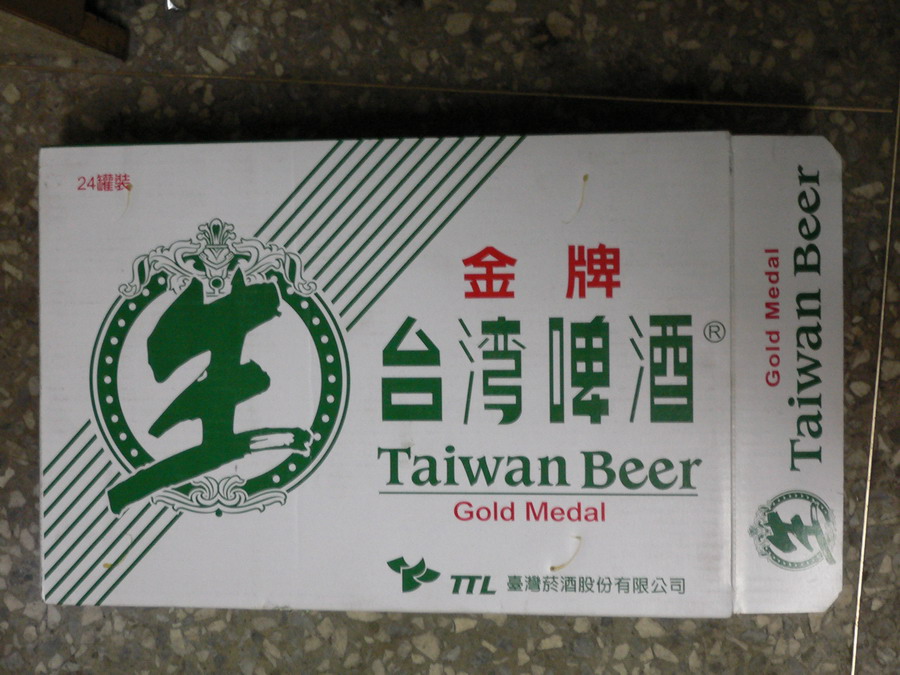 24罐裝
生
金牌
台湾啤酒®
Taiwan Beer
Gold Medal
TTL 臺灣菸酒股份有限公司
Gold Medal
Taiwan Beer
生